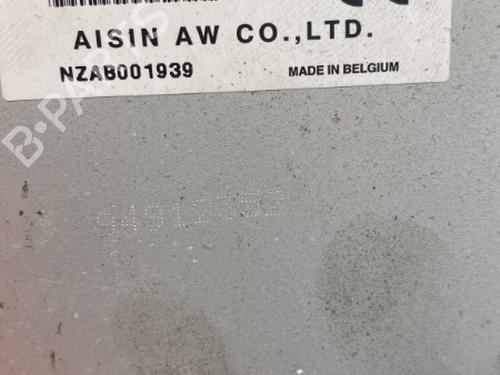 AISIN AW CO.,LTD.
NZAB001939
MADE IN BELGIUM
B-PARTS